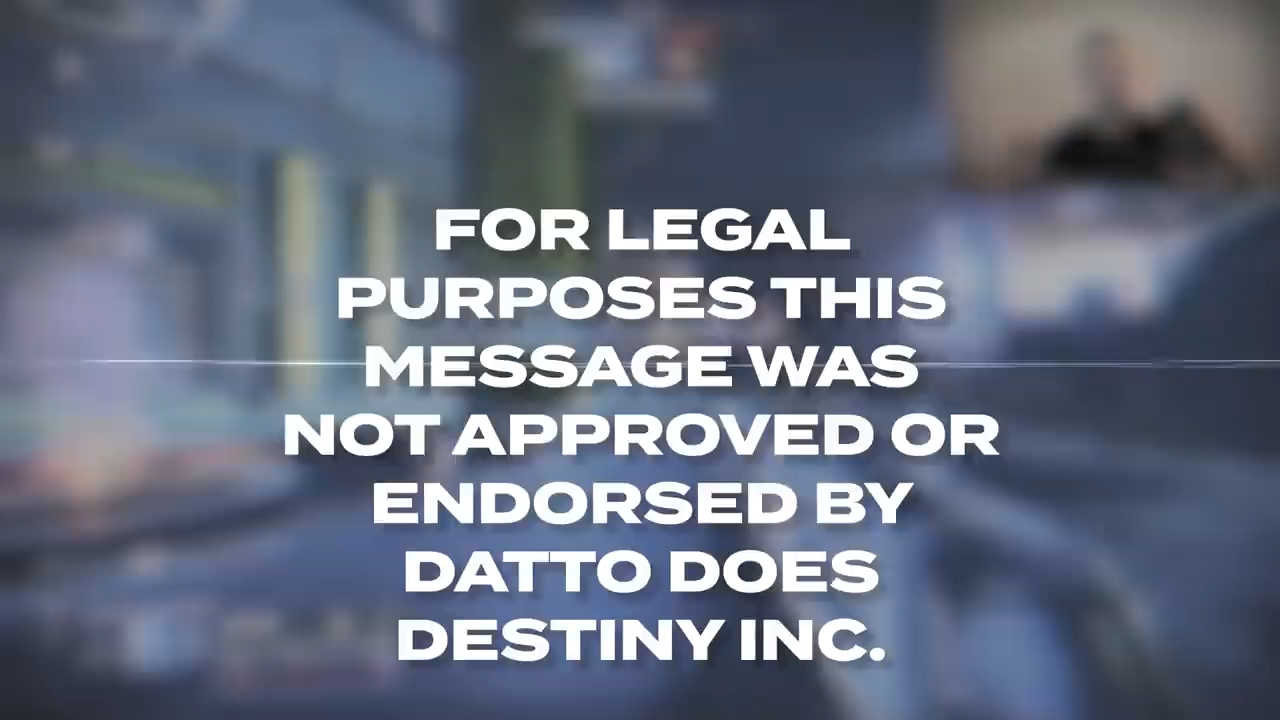 FOR LEGAL
PURPOSES THIS
MESSAGE WAS
NOT APPROVED OR
ENDORSED BY
DATTO DOES
DESTINY INC.